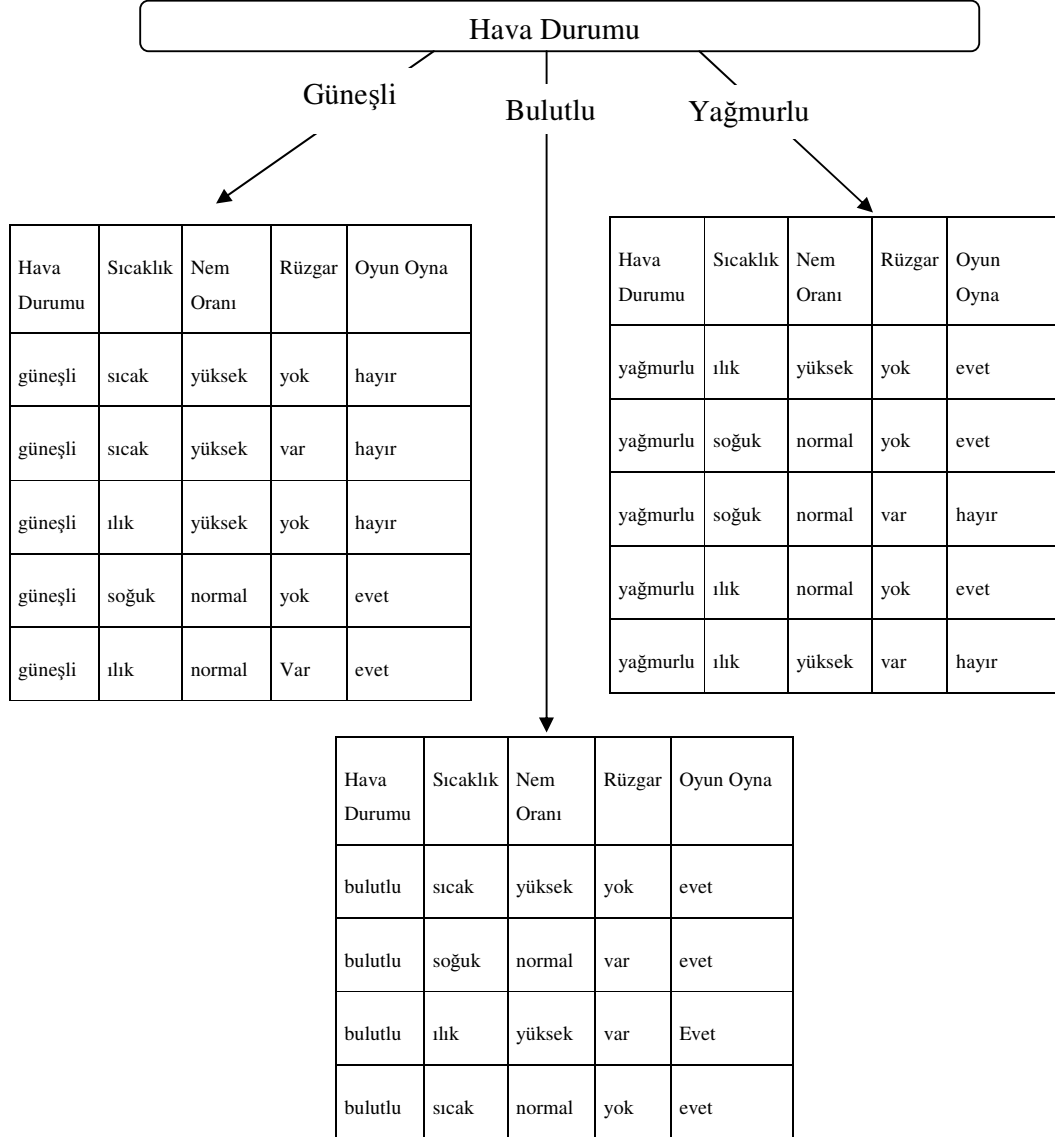 Hava Durumu
Güneşli
Bulutlu
Yağmurlu
Hava Durumu Sıcaklık Nem Oranı Rüzgar Oyun Oyna
güneşli sıcak yüksek yok hayır
güneşli sıcak yüksek var hayır
güneşli ılık yüksek yok hayır
güneşli soğuk normal yok evet
güneşli ılık normal Var evet
Hava Durumu Sıcaklık Nem Oranı Rüzgar Oyun Oyna
yağmurlu ılık yüksek yok evet
yağmurlu soğuk normal yok evet
yağmurlu soğuk normal var hayır
yağmurlu ılık normal yok evet
yağmurlu ılık yüksek var hayır
Hava Durumu Sıcaklık Nem Oranı Rüzgar Oyun Oyna
bulutlu sıcak yüksek yok evet
bulutlu soğuk normal var evet
bulutlu ılık yüksek var Evet
bulutlu sıcak normal yok evet